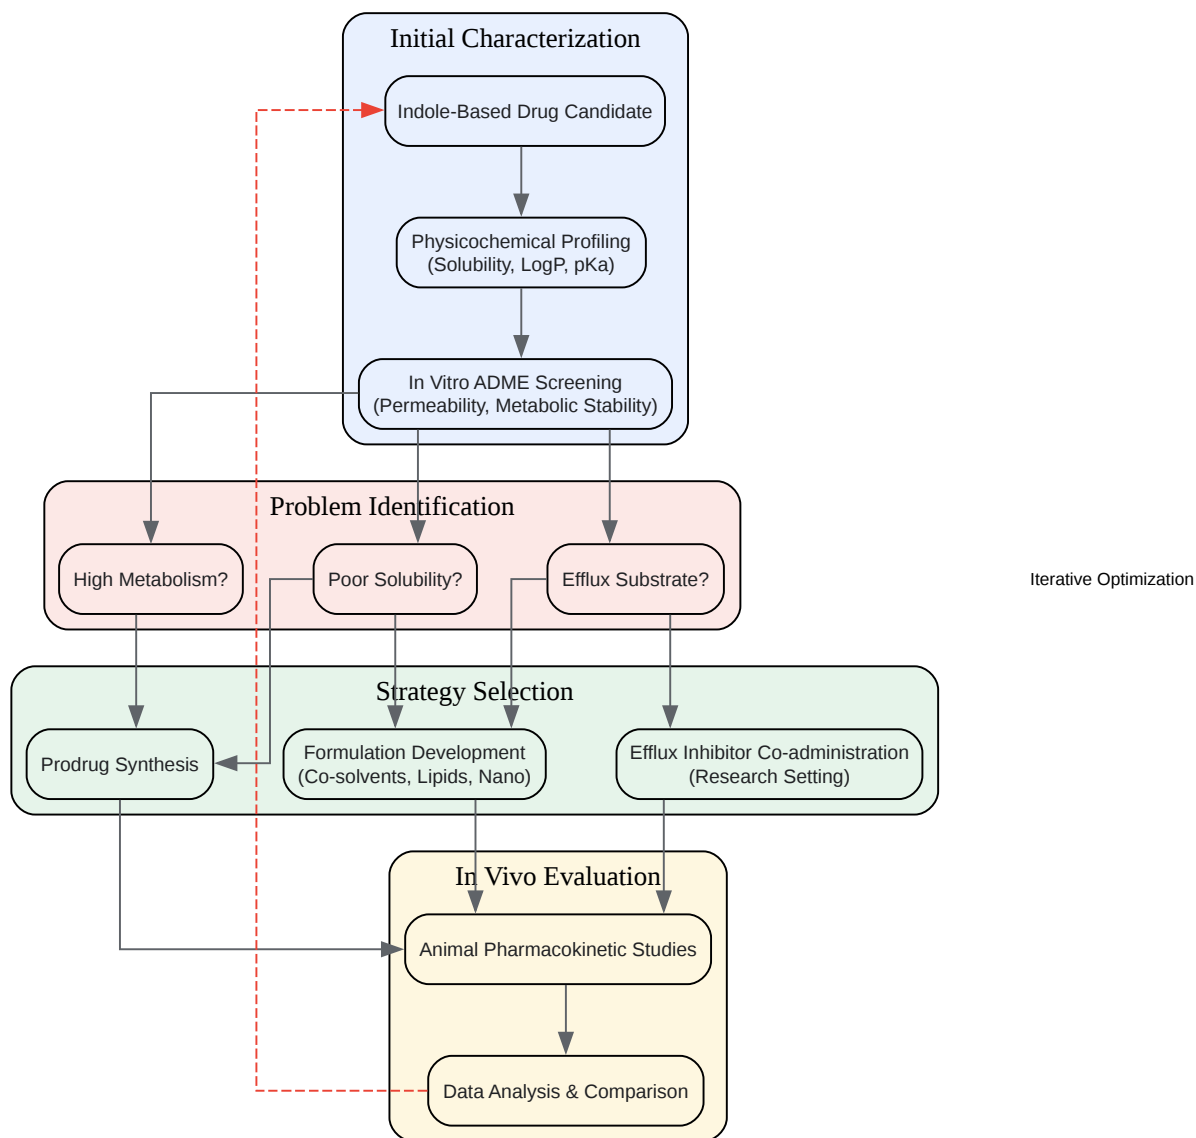 Initial Characterization
Indole-Based Drug Candidate
Physicochemical Profiling
(Solubility, LogP, pKa)
In Vitro ADME Screening
(Permeability, Metabolic Stability)
Problem Identification
High Metabolism?
Poor Solubility?
Efflux Substrate?
Iterative Optimization
Strategy Selection
Prodrug Synthesis
Formulation Development
(Co-solvents, Lipids, Nano)
Efflux Inhibitor Co-administration
(Research Setting)
In Vivo Evaluation
Animal Pharmacokinetic Studies
Data Analysis & Comparison